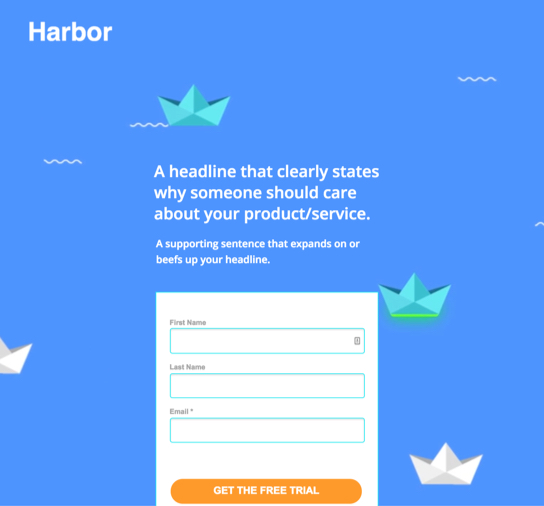 Harbor
A headline that clearly states
why someone should care
about your product/service.
A supporting sentence that expands on or
beefs up your headline.
First Name
Last Name
Email *
GET THE FREE TRIAL